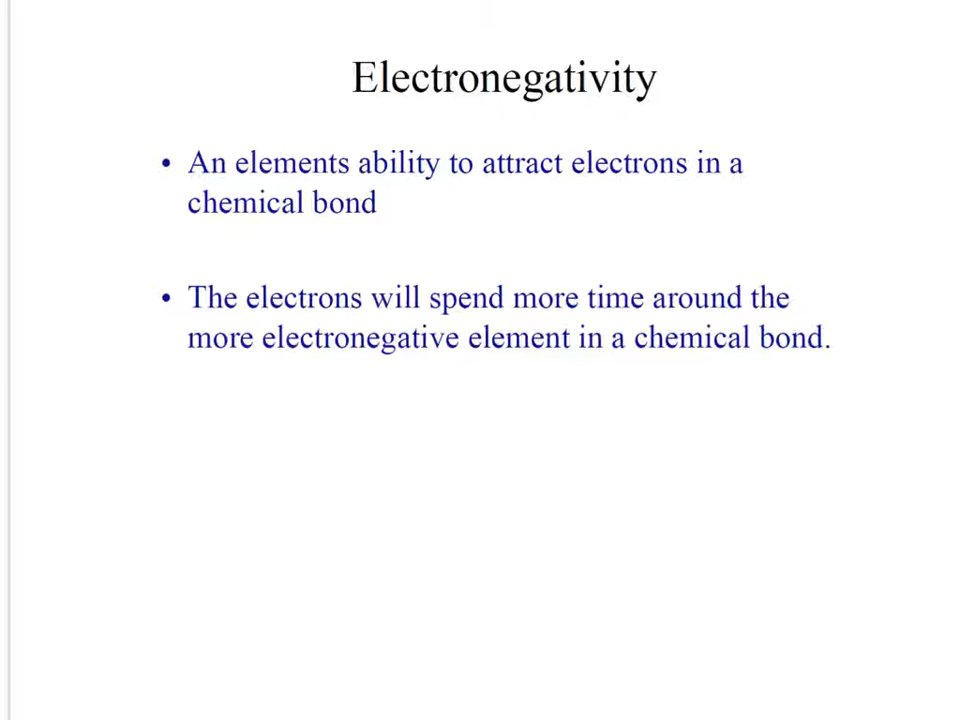 Electronegativity
• An elements ability to attract electrons in a
chemical bond
• The electrons will spend more time around the
more electronegative element in a chemical bond.